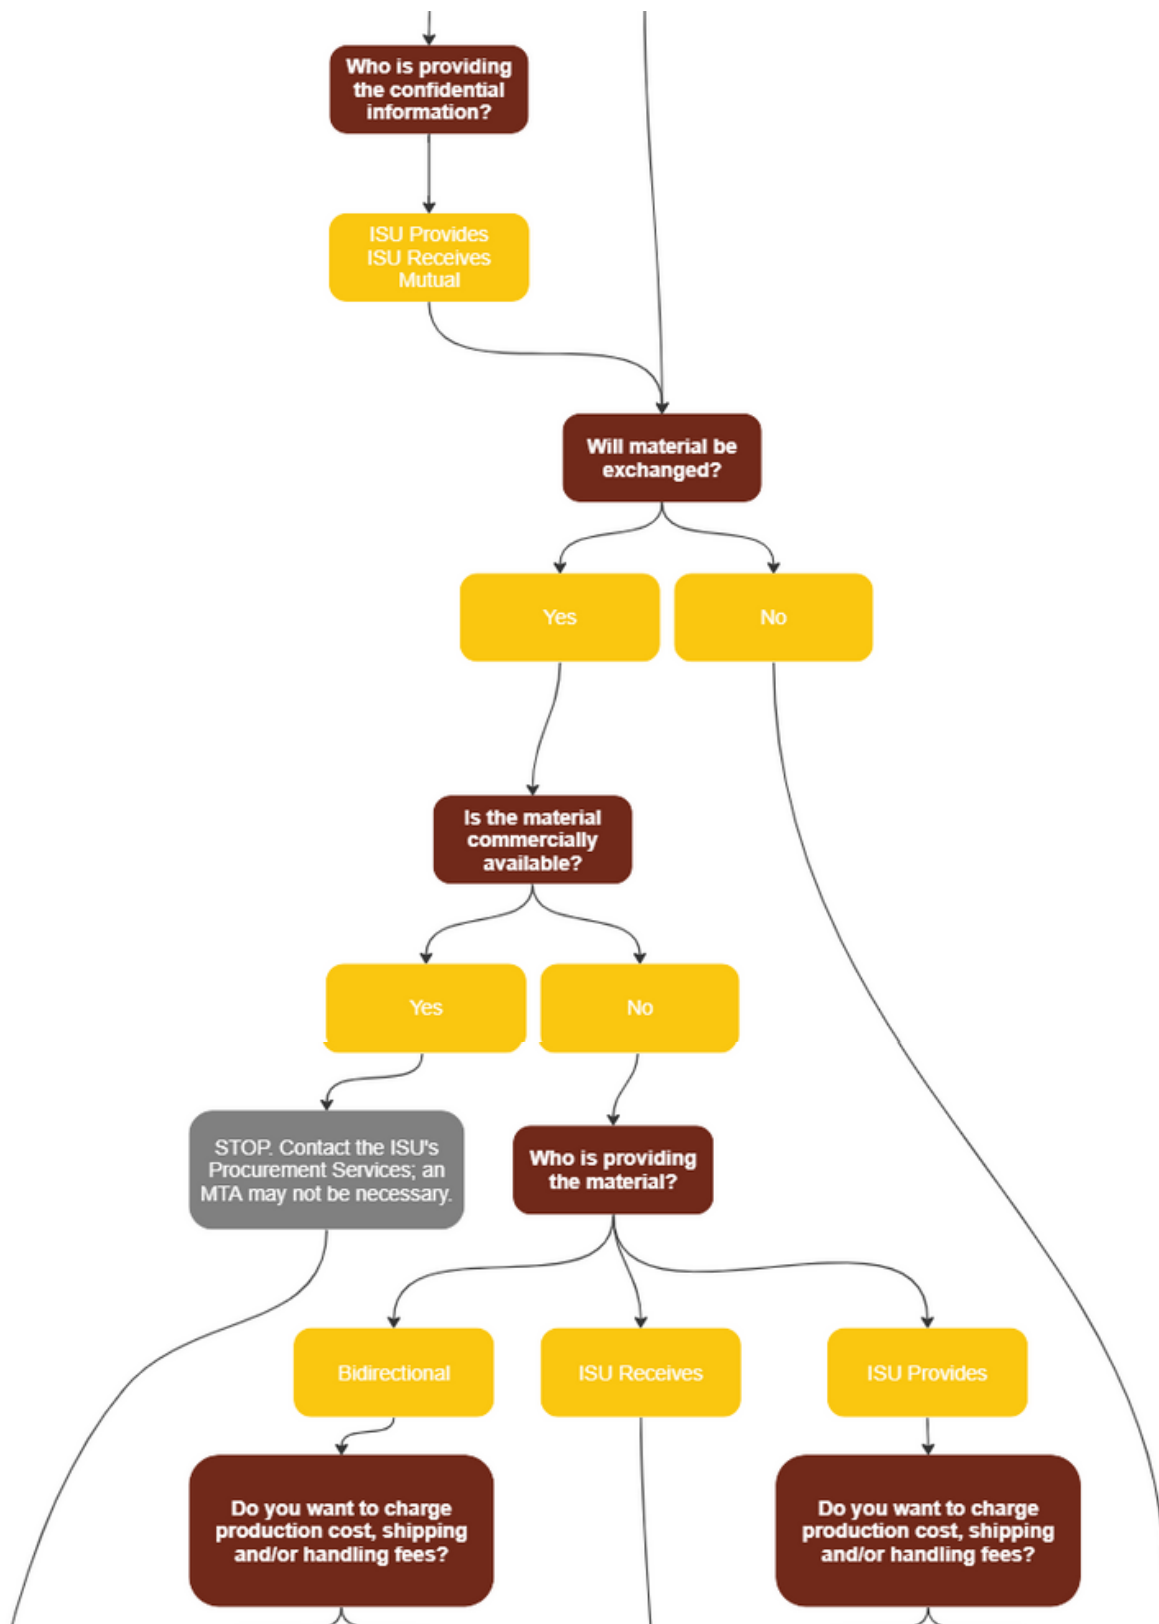 Who is providing
the confidential
information?
ISU Provides
ISU Receives
Mutual
Will material be
exchanged?
Yes
No
Is the material
commercially
available?
Yes
No
STOP. Contact the ISU's
Procurement Services; an
MTA may not be necessary.
Who is providing
the material?
Bidirectional
ISU Receives
ISU Provides
Do you want to charge
production cost, shipping
and/or handling fees?
Do you want to charge
production cost, shipping
and/or handling fees?